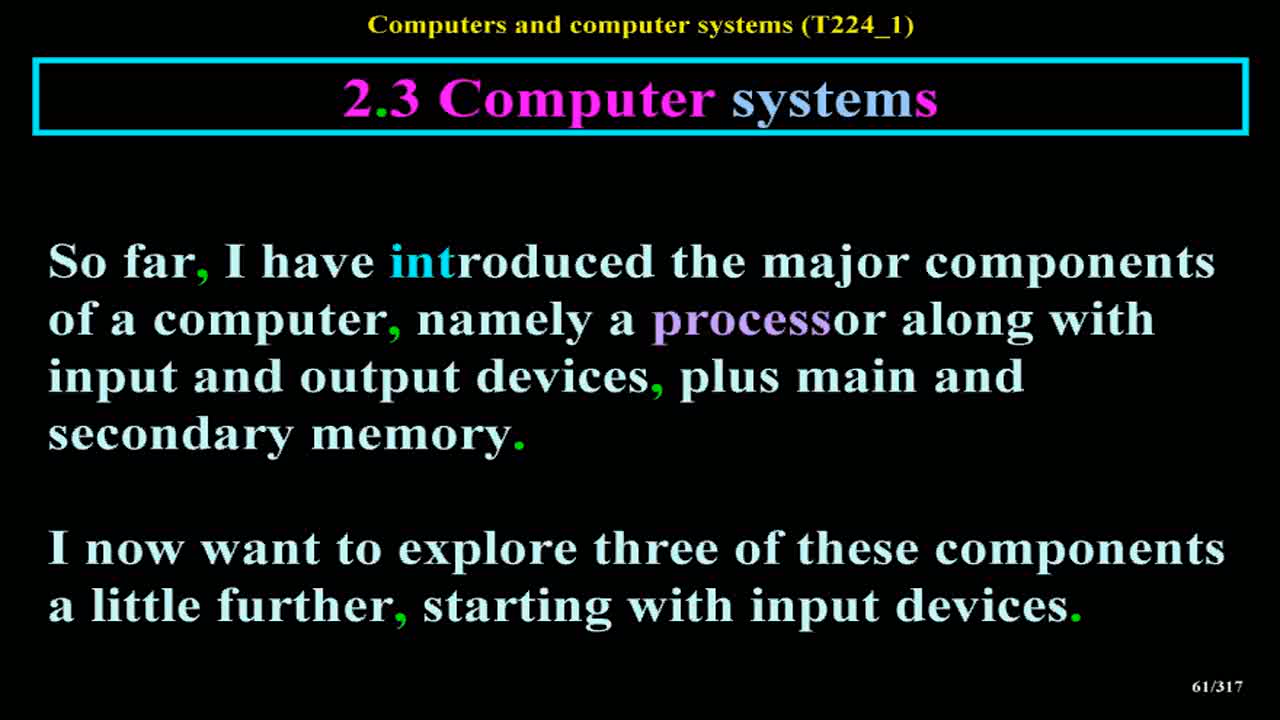 Computers and computer systems (T224_1)
2.3 Computer systems
So far, I have introduced the major components
of a computer, namely a processor along with
input and output devices, plus main and
secondary memory.
I now want to explore three of these components
a little further, starting with input devices.
61/317